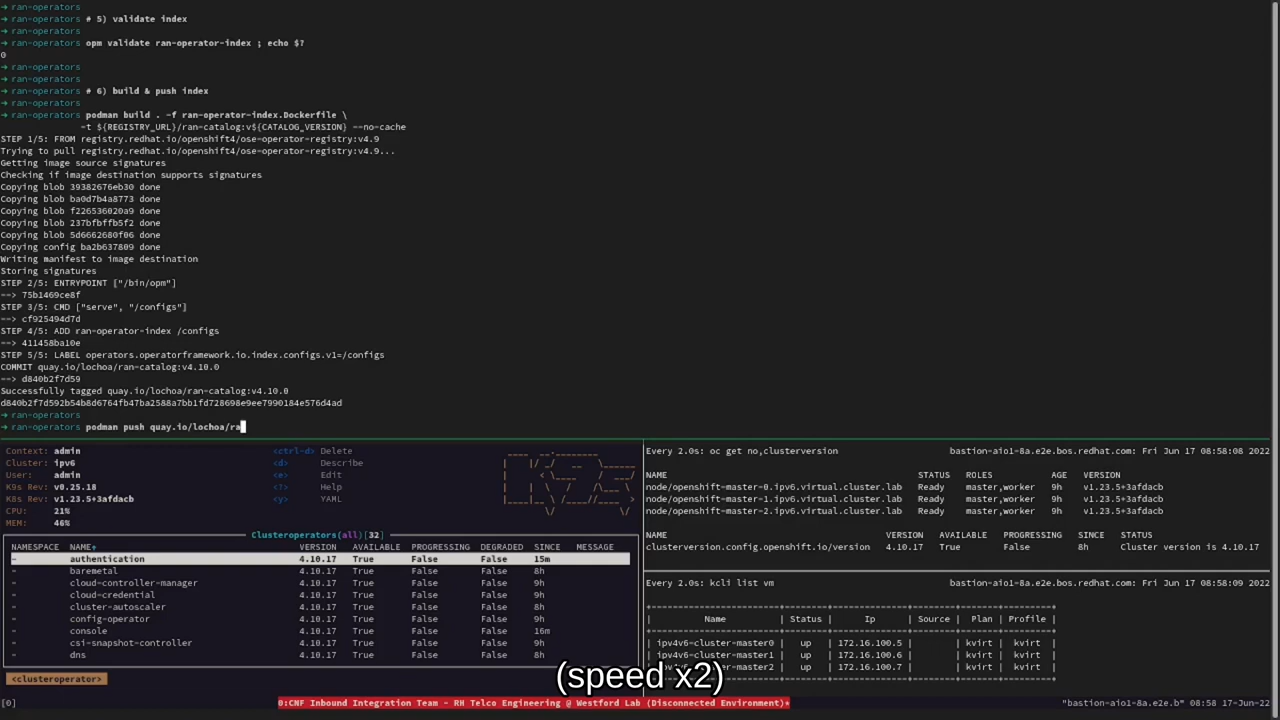 ➜ ran-operators
➜ ran-operators # 5) validate index
➜ ran-operators
➜ ran-operators opm validate ran-operator-index ; echo $?
0
➜ ran-operators
➜ ran-operators
➜ ran-operators # 6) build & push index
➜ ran-operators
➜ ran-operators podman build . -f ran-operator-index.Dockerfile \
-t ${REGISTRY_URL}/ran-catalog:v${CATALOG_VERSION} --no-cache
STEP 1/5: FROM registry.redhat.io/openshift4/ose-operator-registry:v4.9
Trying to pull registry.redhat.io/openshift4/ose-operator-registry:v4.9...
Getting image source signatures
Checking if image destination supports signatures
Copying blob 39382676eb30 done
Copying blob ba0d7b4a8773 done
Copying blob f226536020a9 done
Copying blob 237bfbffb5f2 done
Copying blob 5d6662680f06 done
Copying config ba2b637809 done
Writing manifest to image destination
Storing signatures
STEP 2/5: ENTRYPOINT ["/bin/opm"]
--> 75b1469ce8f
STEP 3/5: CMD ["serve", "/configs"]
--> cf925494d7d
STEP 4/5: ADD ran-operator-index /configs
--> 411458ba10e
STEP 5/5: LABEL operators.operatorframework.io.index.configs.v1=/configs
COMMIT quay.io/lochoa/ran-catalog:v4.10.0
--> d840b2f7d59
Successfully tagged quay.io/lochoa/ran-catalog:v4.10.0
d840b2f7d592b54b8d6764fb47ba2588a7bb1fd728698e9ee7990184e576d4ad
➜ ran-operators
➜ ran-operators podman push quay.io/lochoa/ra
Context: admin <ctrl-d> Delete
Cluster: ipv6 <d> Describe
User: admin <e> Edit
K9s Rev: v0.25.18 <?> Help
K8s Rev: v1.23.5+3afdacb <y> YAML
CPU: 21%
MEM: 46%
Clusteroperators(all)[32]
NAMESPACE NAME↑ VERSION AVAILABLE PROGRESSING DEGRADED SINCE MESSAGE
- authentication 4.10.17 True False False 15m
- baremetal 4.10.17 True False False 8h
- cloud-controller-manager 4.10.17 True False False 9h
- cloud-credential 4.10.17 True False False 9h
- cluster-autoscaler 4.10.17 True False False 8h
- config-operator 4.10.17 True False False 9h
- console 4.10.17 True False False 16m
- csi-snapshot-controller 4.10.17 True False False 9h
- dns 4.10.17 True False False 8h
<clusteroperator>
Every 2.0s: oc get no,clusterversion bastion-aio1-8a.e2e.bos.redhat.com: Fri Jun 17 08:58:08 2022
NAME STATUS ROLES AGE VERSION
node/openshift-master-0.ipv6.virtual.cluster.lab Ready master,worker 9h v1.23.5+3afdacb
node/openshift-master-1.ipv6.virtual.cluster.lab Ready master,worker 9h v1.23.5+3afdacb
node/openshift-master-2.ipv6.virtual.cluster.lab Ready master,worker 9h v1.23.5+3afdacb
NAME VERSION AVAILABLE PROGRESSING SINCE STATUS
clusterversion.config.openshift.io/version 4.10.17 True False 8h Cluster version is 4.10.17
Every 2.0s: kcli list vm bastion-aio1-8a.e2e.bos.redhat.com: Fri Jun 17 08:58:09 2022
| Name | Status | Ip | Source | Plan | Profile |
| ipv4v6-cluster-master0 | up | 172.16.100.5 | | kvirt | kvirt |
| ipv4v6-cluster-master1 | up | 172.16.100.6 | | kvirt | kvirt |
| ipv4v6-cluster-master2 | up | 172.16.100.7 | | kvirt | kvirt |
(speed x2)
[0] 0:CNF Inbound Integration Team - RH Telco Engineering @ Westford Lab (Disconnected Environment)* "bastion-aio1-8a.e2e.b" 08:58 17-Jun-22